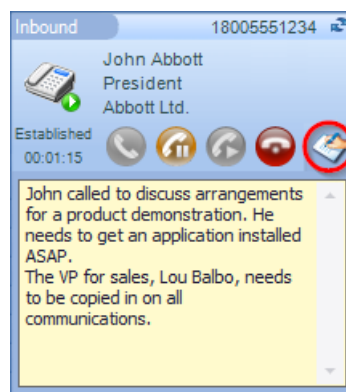 Inbound 18005551234
John Abbott
President
Abbott Ltd.
Established
00:01:15
John called to discuss arrangements
for a product demonstration. He
needs to get an application installed
ASAP.
The VP for sales, Lou Balbo, needs
to be copied in on all
communications.